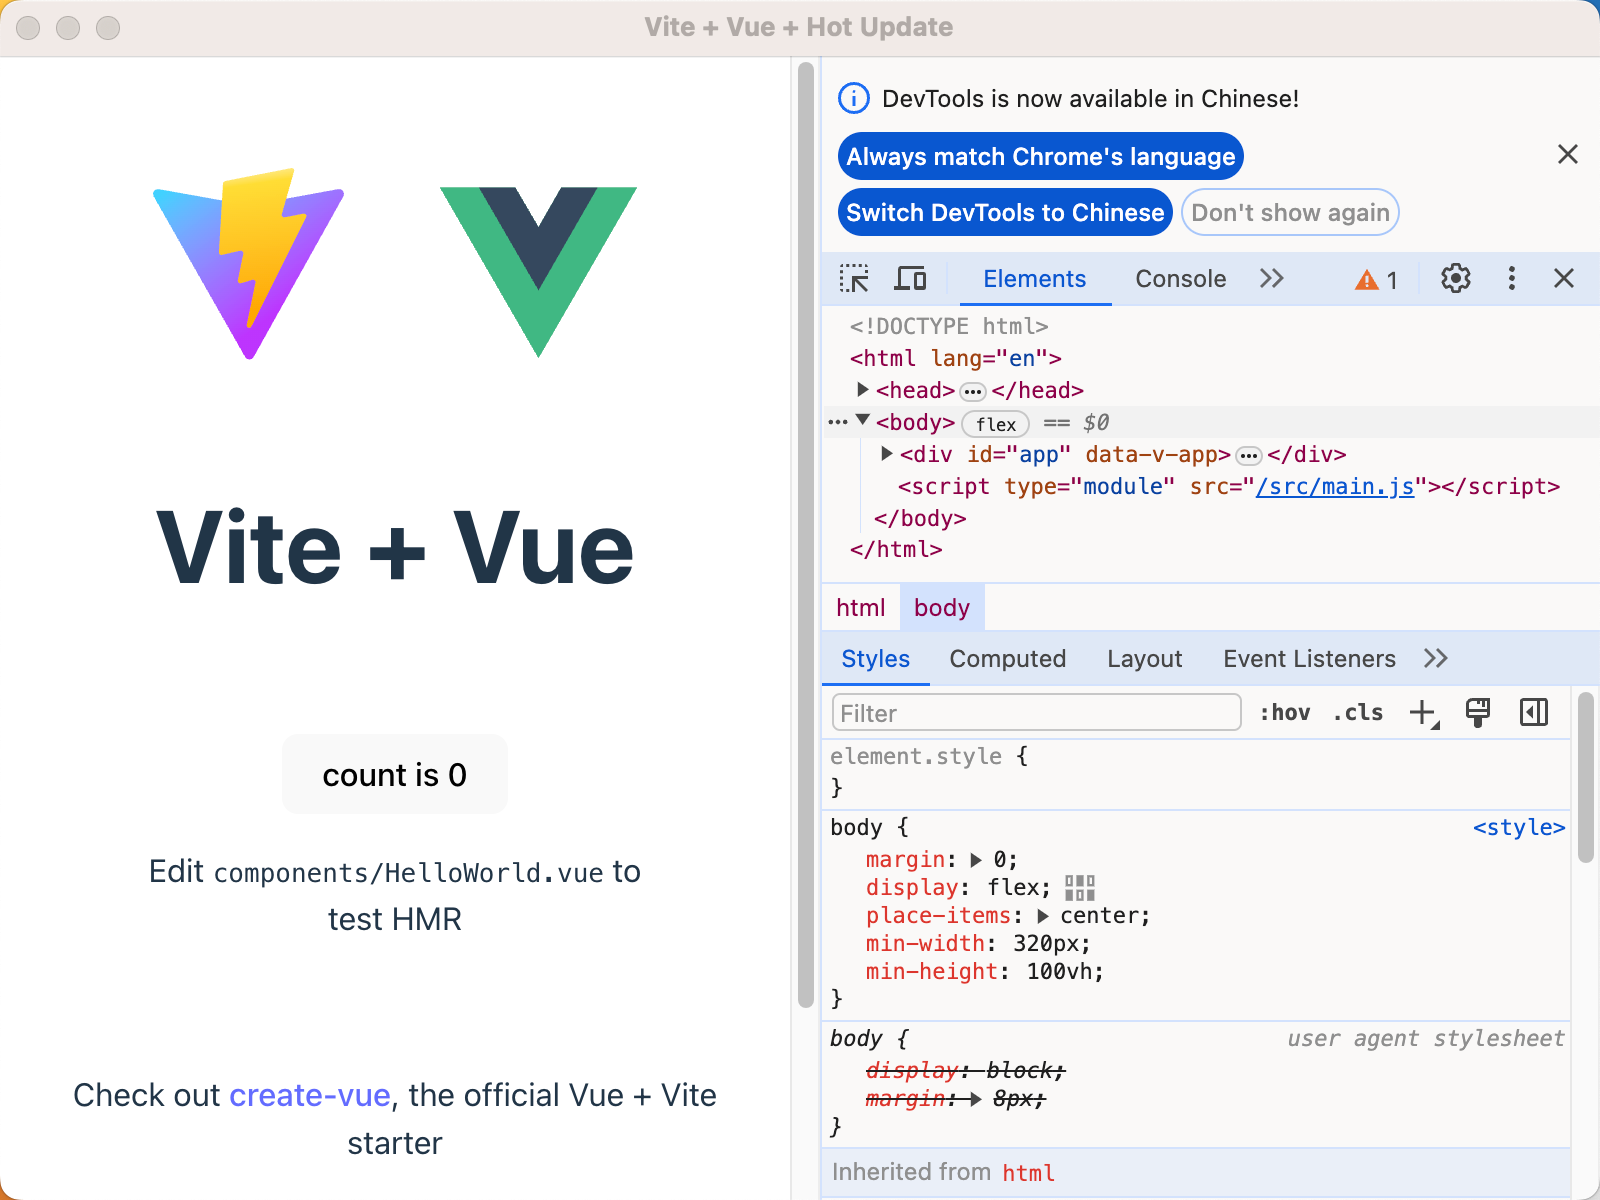 Vite + Vue + Hot Update
Vite + Vue
count is 0
Edit components/HelloWorld.vue to
test HMR
Check out create-vue, the official Vue + Vite
starter
DevTools is now available in Chinese!
Always match Chrome's language
Switch DevTools to Chinese Don't show again
Elements Console 1
<!DOCTYPE html>
<html lang="en">
<head> ••• </head>
••• <body> flex == $0
<div id="app" data-v-app> ••• </div>
<script type="module" src="/src/main.js"></script>
</body>
</html>
html body
Styles Computed Layout Event Listeners
Filter :hov .cls
element.style {
}
body { <style>
margin: 0;
display: flex;
place-items: center;
min-width: 320px;
min-height: 100vh;
}
body { user agent stylesheet
display: block;
margin: 8px;
}
Inherited from html